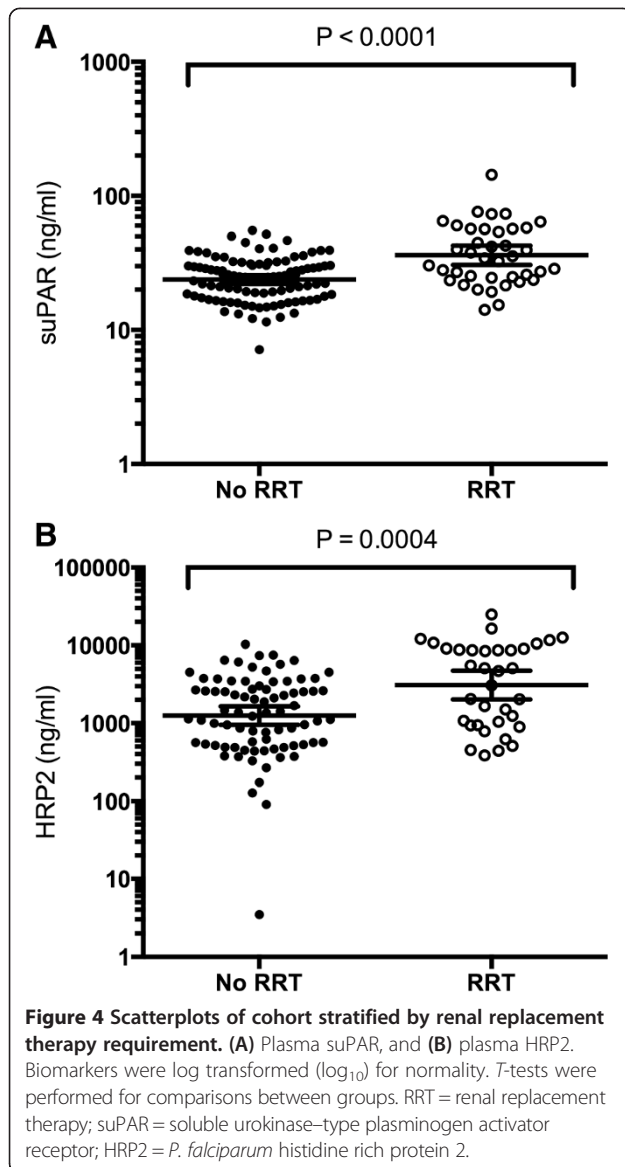 A
P < 0.0001
1000
100
10
1
suPAR (ng/ml)
No RRT RRT
B
P = 0.0004
100000
10000
1000
100
10
1
HRP2 (ng/ml)
No RRT RRT
Figure 4 Scatterplots of cohort stratified by renal replacement
therapy requirement. (A) Plasma suPAR, and (B) plasma HRP2.
Biomarkers were log transformed (log₁₀) for normality. T-tests were
performed for comparisons between groups. RRT = renal replacement
therapy; suPAR = soluble urokinase–type plasminogen activator
receptor; HRP2 = P. falciparum histidine rich protein 2.